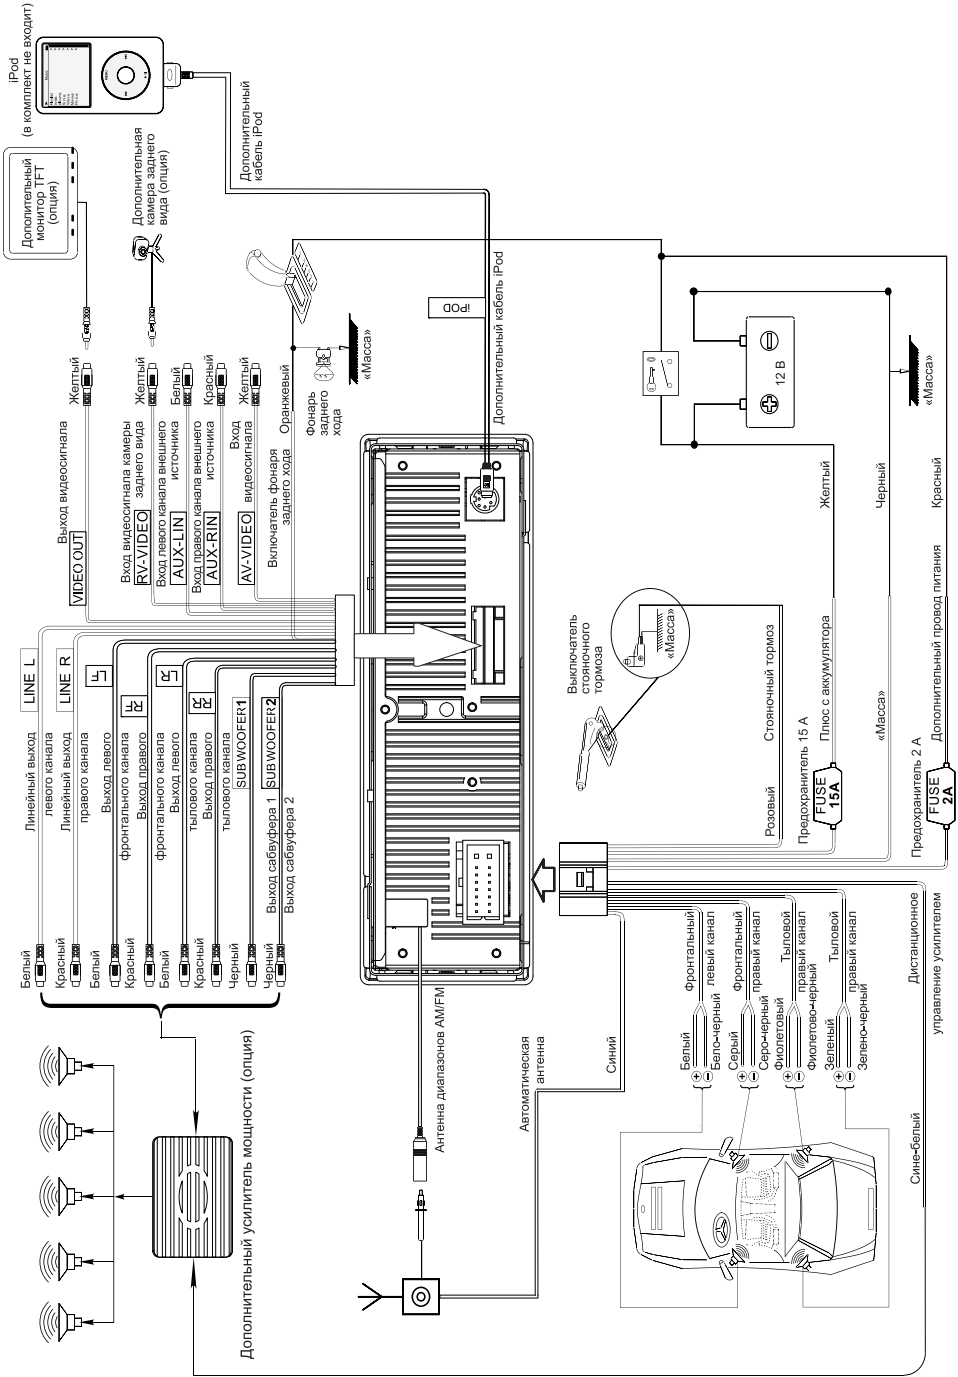 iPod
(в комплект не входит)
Дополительный
монитор TFT
(опция)
Дополнительная
камера заднего
вида (опция)
Дополнительный
кабель iPod
Желтый
Желтый
Белый
Красный
Желтый
Выход видеосигнала
VIDEO OUT
Вход видеосигнала камеры
заднего вида
RV-VIDEO
Вход левого канала внешнего
источника
AUX-LIN
Вход правого канала внешнего
источника
AUX-RIN
Вход
видеосигнала
AV-VIDEO
Включатель фонаря
заднего хода
Оранжевый
Фонарь
заднего
хода
«Масса»
iPOD
Дополнительный кабель iPod
12 В
«Масса»
LINE L
Линейный выход
левого канала
Белый
LINE R
Линейный выход
правого канала
Красный
LF
Выход левого
фронтального канала
Белый
RF
Выход правого
фронтального канала
Красный
LR
Выход левого
тылового канала
Белый
RR
Выход правого
тылового канала
Красный
SUBWOOFER1
Выход сабвуфера 1
Черный
SUBWOOFER2
Выход сабвуфера 2
Черный
Дополнительный усилитель мощности (опция)
Антенна диапазонов AM/FM
Автоматическая
антенна
Синий
Выключатель
стояночного
тормоза
«Масса»
Розовый
Стояночный тормоз
Предохранитель 15 А
FUSE
15A
Плюс с аккумулятора
Желтый
«Масса»
Черный
Предохранитель 2 А
FUSE
2A
Дополнительный провод питания
Красный
Фронтальный
левый канал
Белый
Бело-черный
Фронтальный
правый канал
Серый
Серо-черный
Тыловой
правый канал
Фиолетовый
Фиолетово-черный
Тыловой
правый канал
Зеленый
Зелено-черный
Дистанционное
управление усилителем
Сине-белый